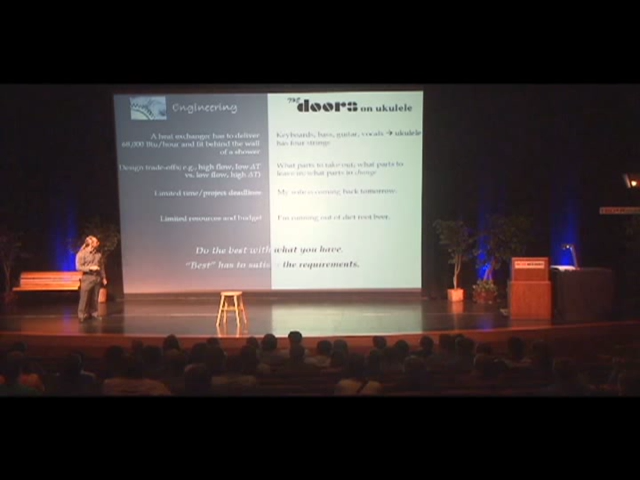 Engineering
the doors on ukulele
A heat exchanger has to deliver
68,000 Btu/hour and fit behind the wall
of a shower
Keyboards, bass, guitar, vocals → ukulele
has four strings
Design trade-offs( e.g., high flow, low ΔT
vs. low flow, high ΔT)
What parts to take out, what parts to
leave in, what parts to change
Limited time/project deadlines
My wife is coming back tomorrow.
Limited resources and budget
I'm running out of diet root beer.
Do the best with what you have.
"Best" has to satisfy the requirements.